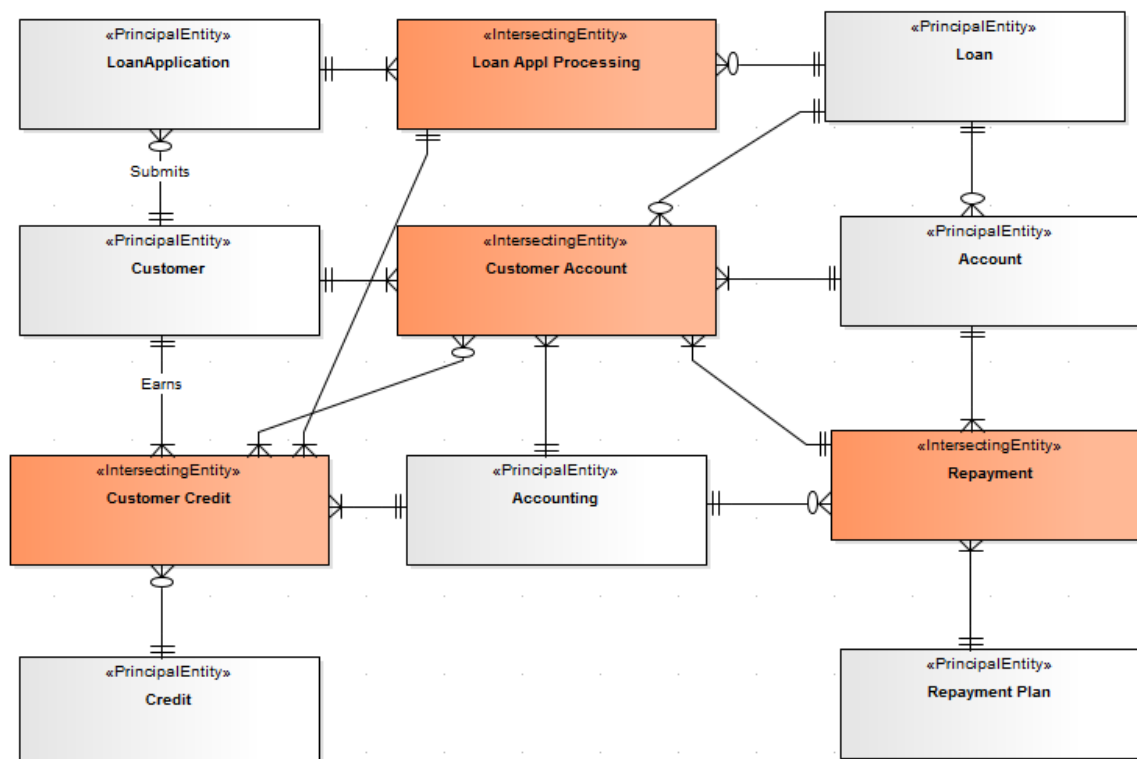 «PrincipalEntity»
LoanApplication
«IntersectingEntity»
Loan Appl Processing
«PrincipalEntity»
Loan
Submits
«PrincipalEntity»
Customer
«IntersectingEntity»
Customer Account
«PrincipalEntity»
Account
Earns
«IntersectingEntity»
Customer Credit
«PrincipalEntity»
Accounting
«IntersectingEntity»
Repayment
«PrincipalEntity»
Credit
«PrincipalEntity»
Repayment Plan